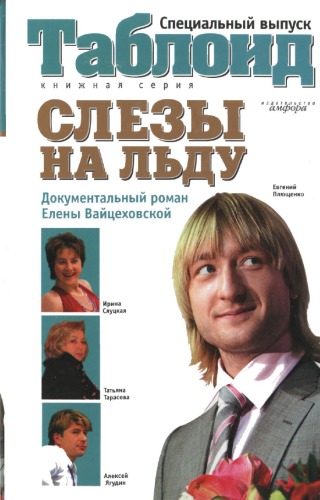 Специальный выпуск
Таблоид
книжная серия
издательство
амфора
СЛЕЗЫ
НА ЛЬДУ
Документальный роман
Елены Вайцеховской
Евгений
Плющенко
Ирина
Слуцкая
Татьяна
Тарасова
Алексей
Ягудин